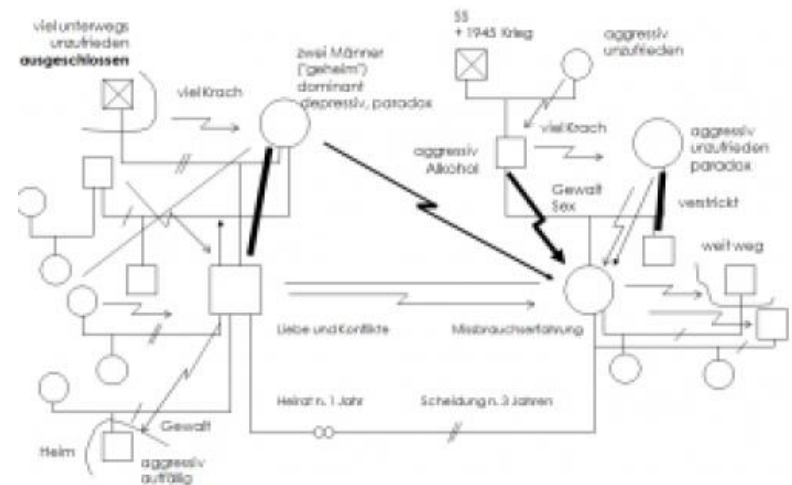 viel unterwegs
unzufrieden
ausgeschlossen
viel Krach
zwei Männer
("geheim")
dominant
depressiv, paradox
SS
+ 1945 Krieg
aggressiv
unzufrieden
viel Krach
aggressiv
Alkohol
aggressiv
unzufrieden
paradox
Gewalt
Sex
verstrickt
weit weg
Liebe und Konflikte
Missbrauchserfahrung
Heirat n. 1 Jahr
Scheidung n. 3 Jahren
Gewalt
Heim
aggressiv
auffällig